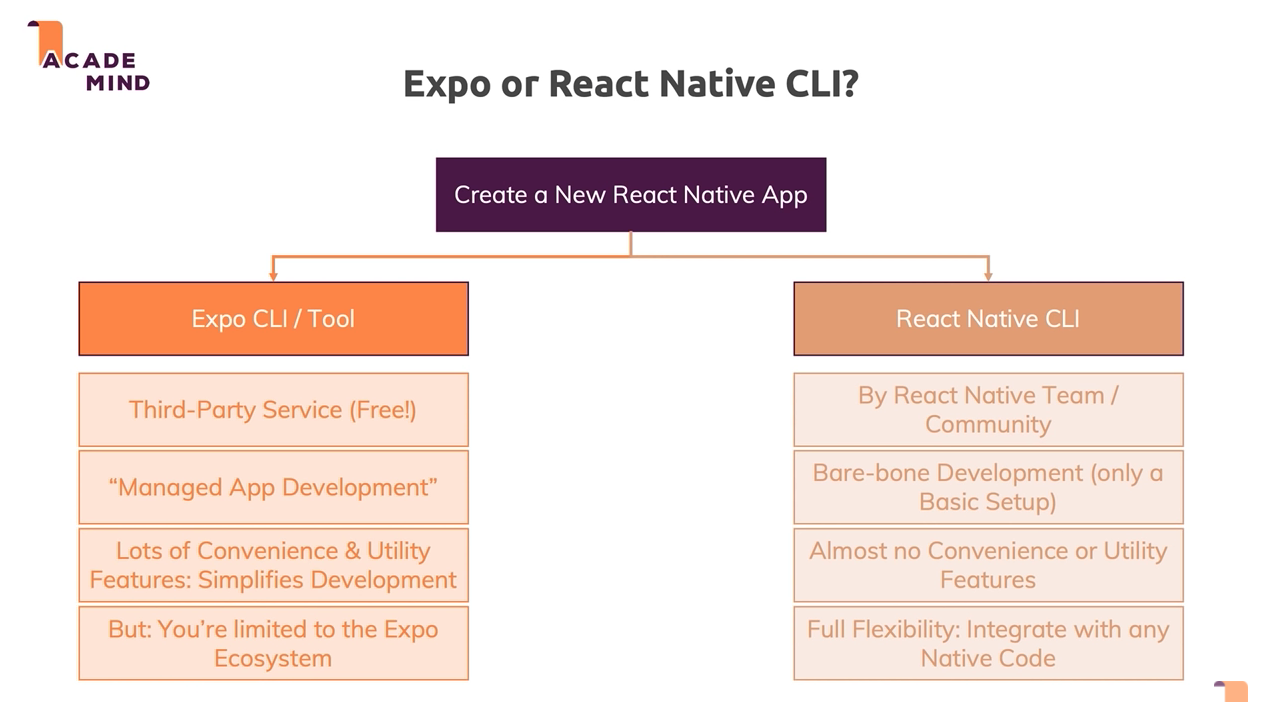 ACADE
MIND
Expo or React Native CLI?
Create a New React Native App
Expo CLI / Tool
Third-Party Service (Free!)
“Managed App Development”
Lots of Convenience & Utility
Features: Simplifies Development
But: You’re limited to the Expo
Ecosystem
React Native CLI
By React Native Team /
Community
Bare-bone Development (only a
Basic Setup)
Almost no Convenience or Utility
Features
Full Flexibility: Integrate with any
Native Code